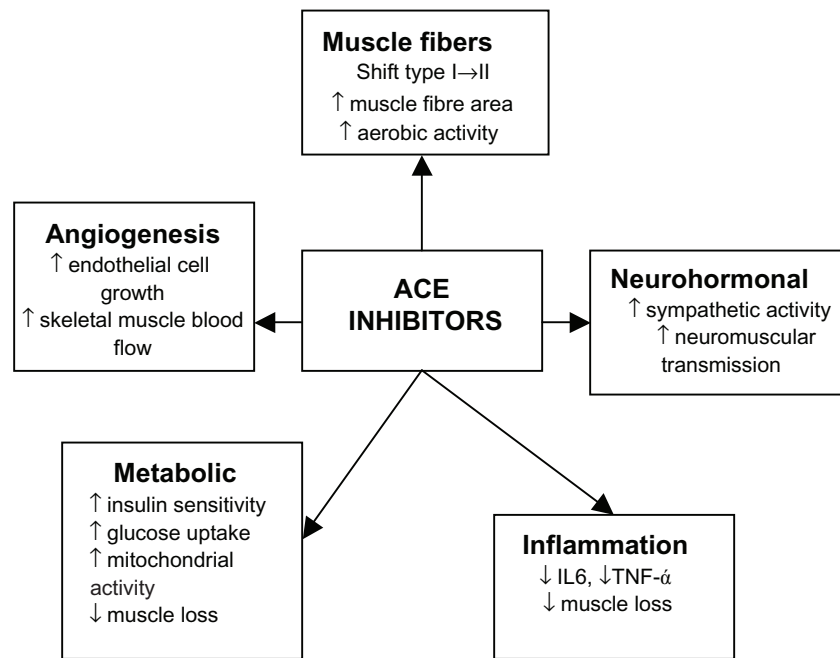 Muscle fibers
Shift type I→II
↑ muscle fibre area
↑ aerobic activity
Angiogenesis
↑ endothelial cell
growth
↑ skeletal muscle blood
flow
ACE
INHIBITORS
Neurohormonal
↑ sympathetic activity
↑ neuromuscular
transmission
Metabolic
↑ insulin sensitivity
↑ glucose uptake
↑ mitochondrial
activity
↓ muscle loss
Inflammation
↓ IL6, ↓TNF-ά
↓ muscle loss